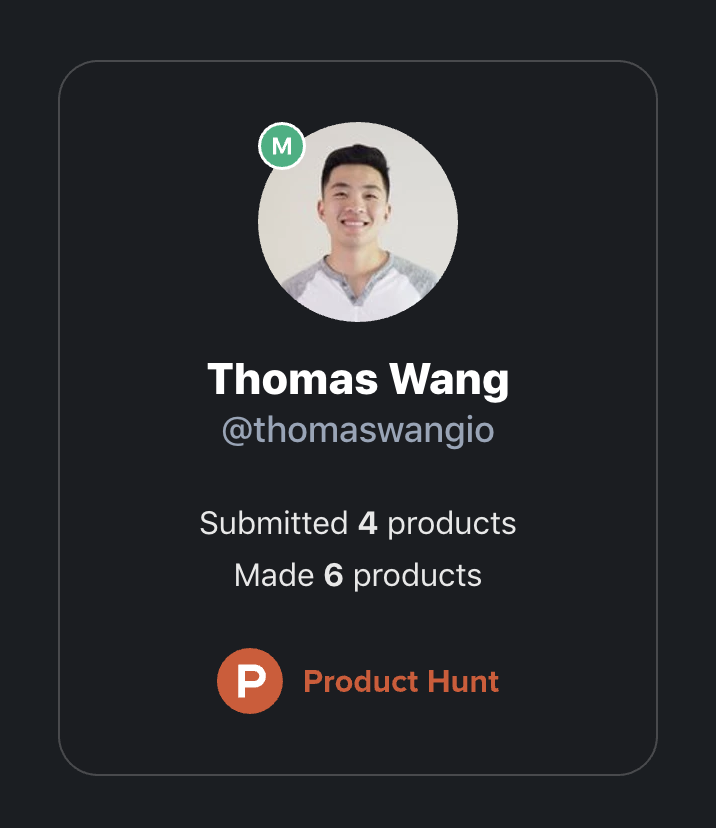 M
Thomas Wang
@thomaswangio
Submitted 4 products
Made 6 products
P Product Hunt